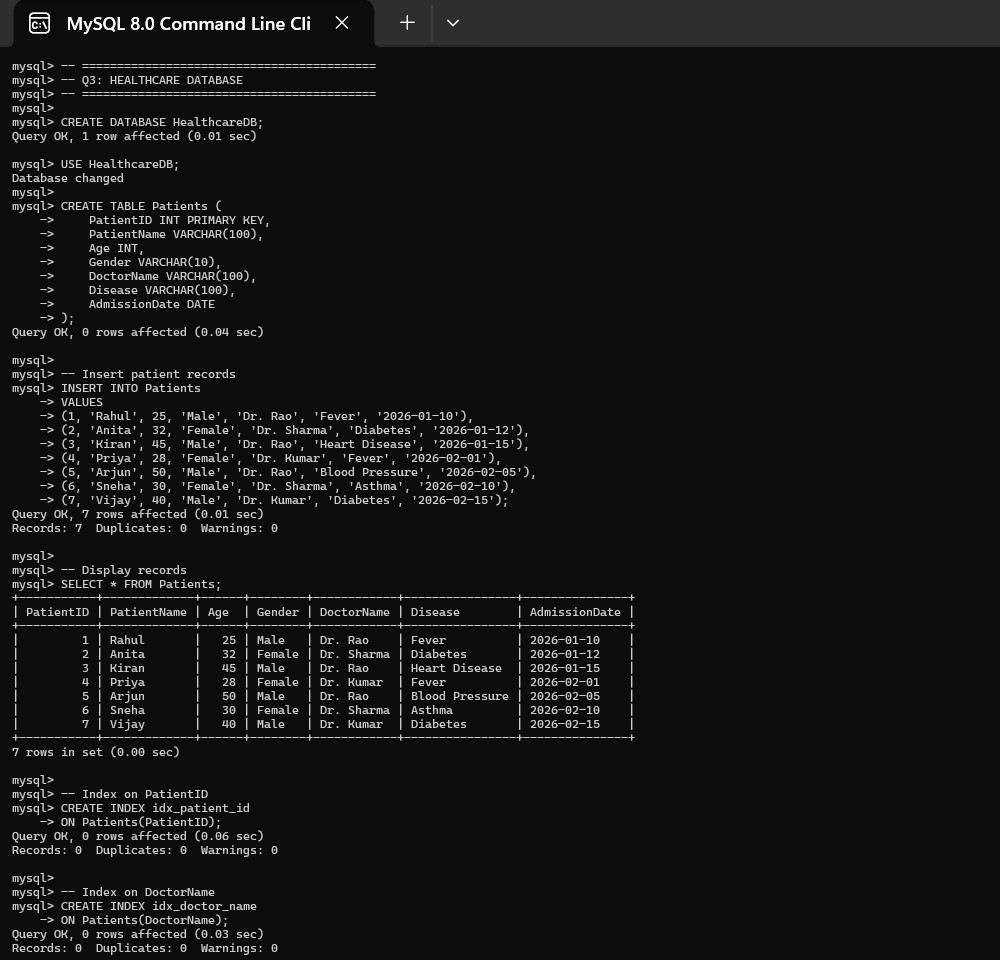 MySQL 8.0 Command Line Cli
mysql> -- ==========================================
mysql> -- Q3: HEALTHCARE DATABASE
mysql> -- ==========================================
mysql>
mysql> CREATE DATABASE HealthcareDB;
Query OK, 1 row affected (0.01 sec)

mysql> USE HealthcareDB;
Database changed
mysql>
mysql> CREATE TABLE Patients (
    ->     PatientID INT PRIMARY KEY,
    ->     PatientName VARCHAR(100),
    ->     Age INT,
    ->     Gender VARCHAR(10),
    ->     DoctorName VARCHAR(100),
    ->     Disease VARCHAR(100),
    ->     AdmissionDate DATE
    -> );
Query OK, 0 rows affected (0.04 sec)

mysql>
mysql> -- Insert patient records
mysql> INSERT INTO Patients
    -> VALUES
    -> (1, 'Rahul', 25, 'Male', 'Dr. Rao', 'Fever', '2026-01-10'),
    -> (2, 'Anita', 32, 'Female', 'Dr. Sharma', 'Diabetes', '2026-01-12'),
    -> (3, 'Kiran', 45, 'Male', 'Dr. Rao', 'Heart Disease', '2026-01-15'),
    -> (4, 'Priya', 28, 'Female', 'Dr. Kumar', 'Fever', '2026-02-01'),
    -> (5, 'Arjun', 50, 'Male', 'Dr. Rao', 'Blood Pressure', '2026-02-05'),
    -> (6, 'Sneha', 30, 'Female', 'Dr. Sharma', 'Asthma', '2026-02-10'),
    -> (7, 'Vijay', 40, 'Male', 'Dr. Kumar', 'Diabetes', '2026-02-15');
Query OK, 7 rows affected (0.01 sec)
Records: 7  Duplicates: 0  Warnings: 0

mysql>
mysql> -- Display records
mysql> SELECT * FROM Patients;
+-----------+-------------+------+--------+------------+----------------+---------------+
| PatientID | PatientName | Age  | Gender | DoctorName | Disease        | AdmissionDate |
+-----------+-------------+------+--------+------------+----------------+---------------+
|         1 | Rahul       |   25 | Male   | Dr. Rao    | Fever          | 2026-01-10    |
|         2 | Anita       |   32 | Female | Dr. Sharma | Diabetes       | 2026-01-12    |
|         3 | Kiran       |   45 | Male   | Dr. Rao    | Heart Disease  | 2026-01-15    |
|         4 | Priya       |   28 | Female | Dr. Kumar  | Fever          | 2026-02-01    |
|         5 | Arjun       |   50 | Male   | Dr. Rao    | Blood Pressure | 2026-02-05    |
|         6 | Sneha       |   30 | Female | Dr. Sharma | Asthma         | 2026-02-10    |
|         7 | Vijay       |   40 | Male   | Dr. Kumar  | Diabetes       | 2026-02-15    |
+-----------+-------------+------+--------+------------+----------------+---------------+
7 rows in set (0.00 sec)

mysql>
mysql> -- Index on PatientID
mysql> CREATE INDEX idx_patient_id
    -> ON Patients(PatientID);
Query OK, 0 rows affected (0.06 sec)
Records: 0  Duplicates: 0  Warnings: 0

mysql>
mysql> -- Index on DoctorName
mysql> CREATE INDEX idx_doctor_name
    -> ON Patients(DoctorName);
Query OK, 0 rows affected (0.03 sec)
Records: 0  Duplicates: 0  Warnings: 0